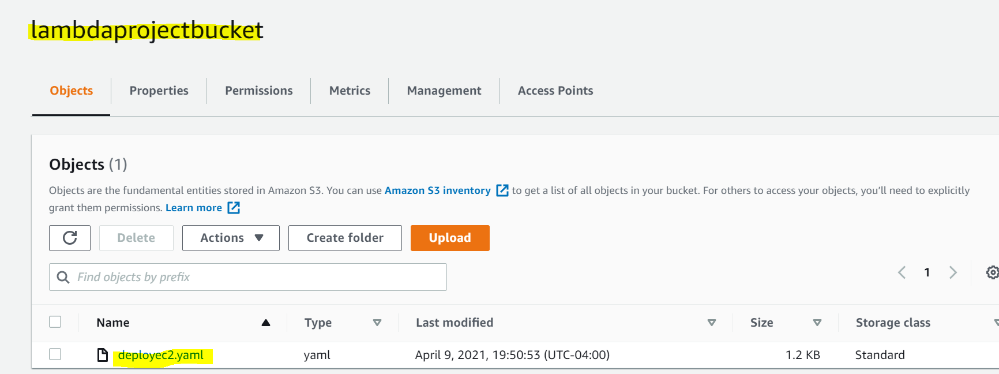 lambdaprojectbucket
Objects Properties Permissions Metrics Management Access Points
Objects (1)
Objects are the fundamental entities stored in Amazon S3. You can use Amazon S3 inventory to get a list of all objects in your bucket. For others to access your objects, you’ll need to explicitly
grant them permissions. Learn more
Delete Actions Create folder Upload
Find objects by prefix
1
Name Type Last modified Size Storage class
deployec2.yaml yaml April 9, 2021, 19:50:53 (UTC-04:00) 1.2 KB Standard